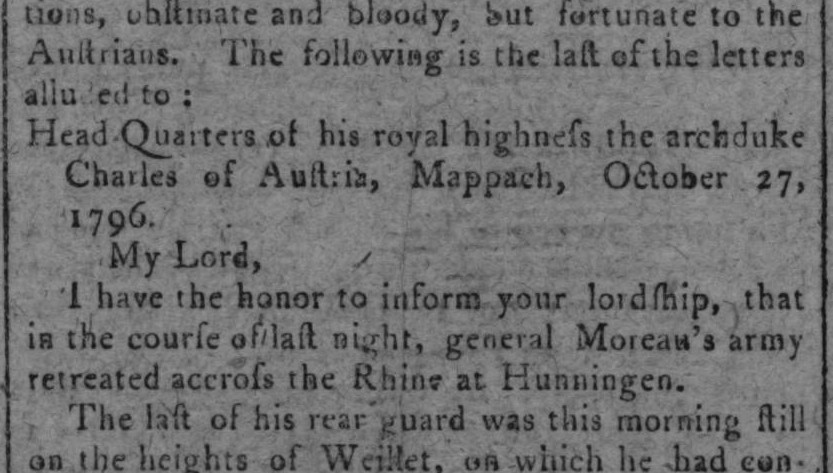 tions, obſtinate and bloody, but fortunate to the
Auſtrians. The following is the laſt of the letters
alluded to :
Head-Quarters of his royal highneſs the archduke
Charles of Auſtria, Mappach, October 27,
1796.
My Lord,
I have the honor to inform your lordſhip, that
in the courſe of laſt night, general Moreau's army
retreated accroſs the Rhine at Hunningen.
The laſt of his rear guard was this morning ſtill
on the heights of Weillet, on which he had con-